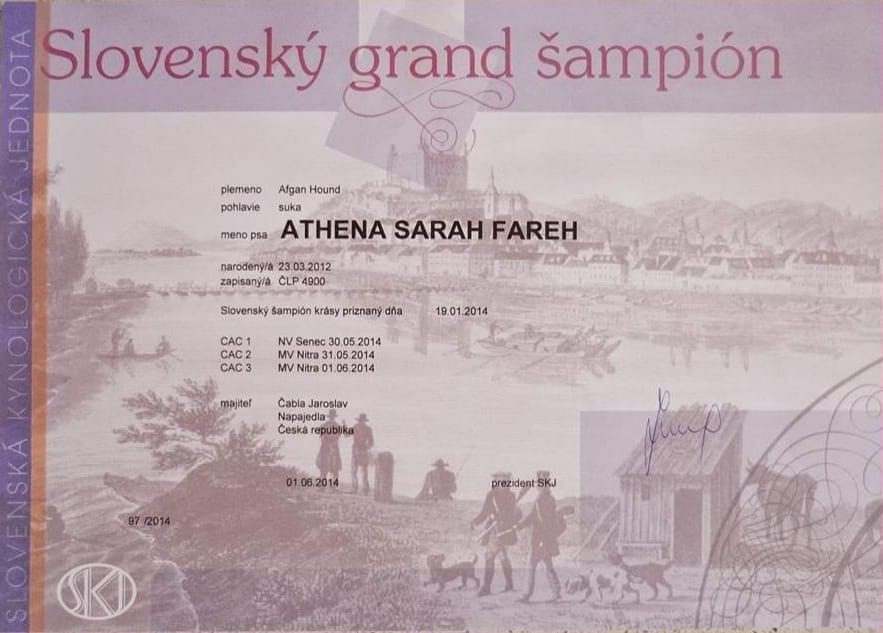 Slovenský grand šampión
SLOVENSKÁ KYNOLOGICKÁ JEDNOTA
plemeno Afgan Hound
pohlavie suka
meno psa ATHENA SARAH FAREH
narodený/á 23.03.2012
zapísaný/á ČLP 4900
Slovenský šampión krásy priznaný dňa 19.01.2014
CAC 1 NV Senec 30.05.2014
CAC 2 MV Nitra 31.05.2014
CAC 3 MV Nitra 01.06.2014
majiteľ Čabla Jaroslav
Napajedla
Česká republika
01.06.2014 prezident SKJ
97 /2014
SKJ